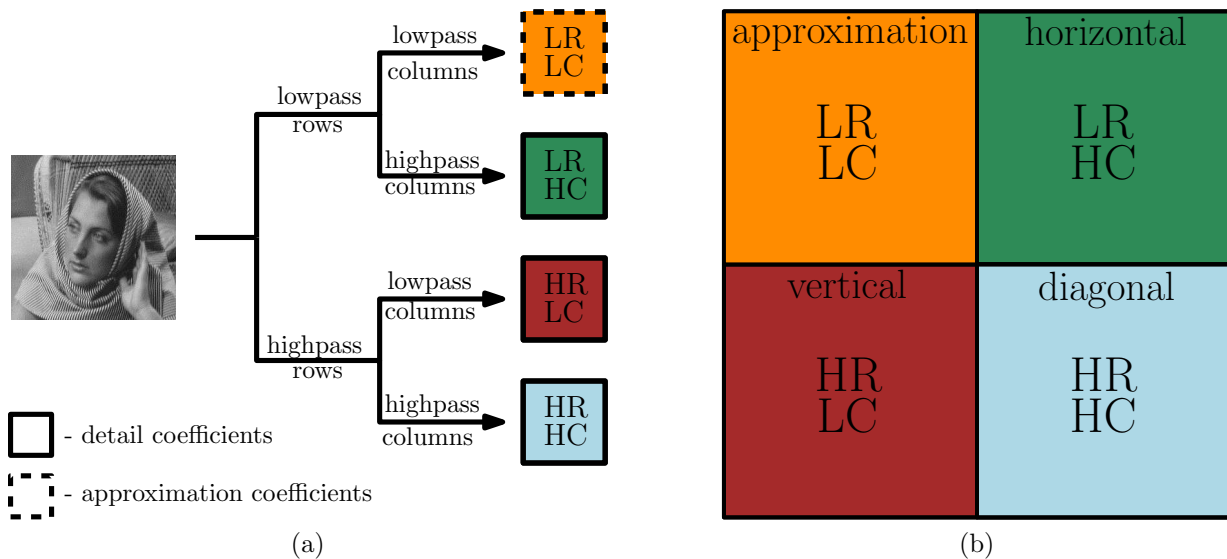 lowpass
columns
LR
LC
lowpass
rows
highpass
columns
LR
HC
lowpass
columns
HR
LC
highpass
rows
highpass
columns
HR
HC
- detail coefficients
- approximation coefficients
(a)
approximation
LR
LC
horizontal
LR
HC
vertical
HR
LC
diagonal
HR
HC
(b)